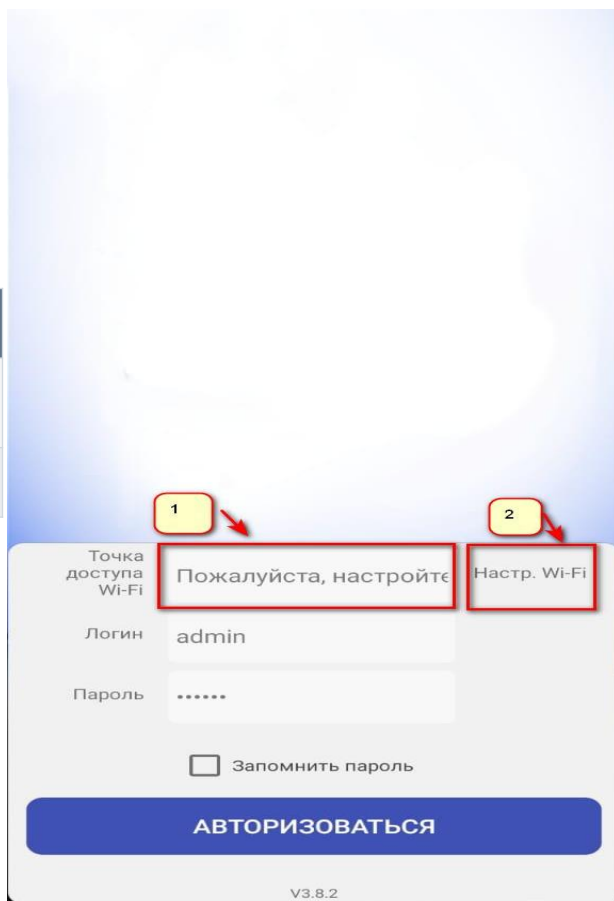 1
2
Точка
доступа
Wi-Fi
Пожалуйста, настройте
Настр. Wi-Fi
Логин
admin
Пароль
••••••
Запомнить пароль
АВТОРИЗОВАТЬСЯ
V3.8.2